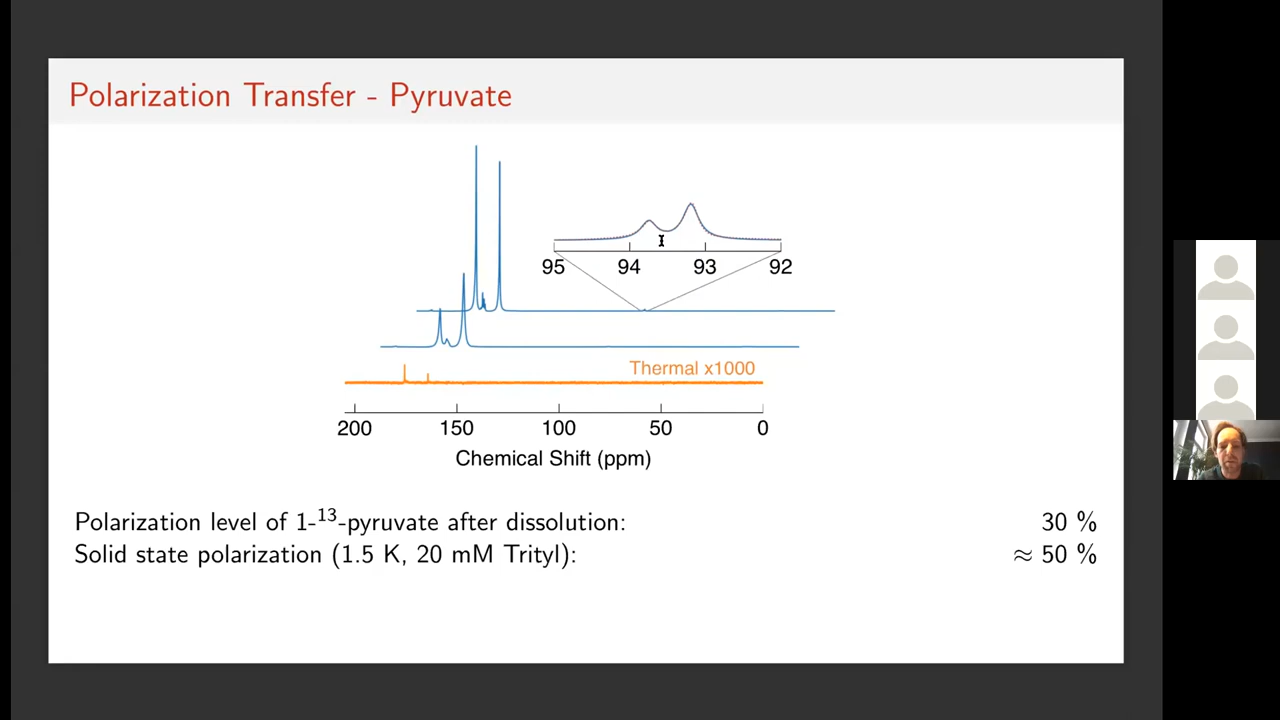 Polarization Transfer - Pyruvate
95 94 93 92
Thermal x1000
200 150 100 50 0
Chemical Shift (ppm)
Polarization level of 1-¹³-pyruvate after dissolution: 30 %
Solid state polarization (1.5 K, 20 mM Trityl): ≈ 50 %